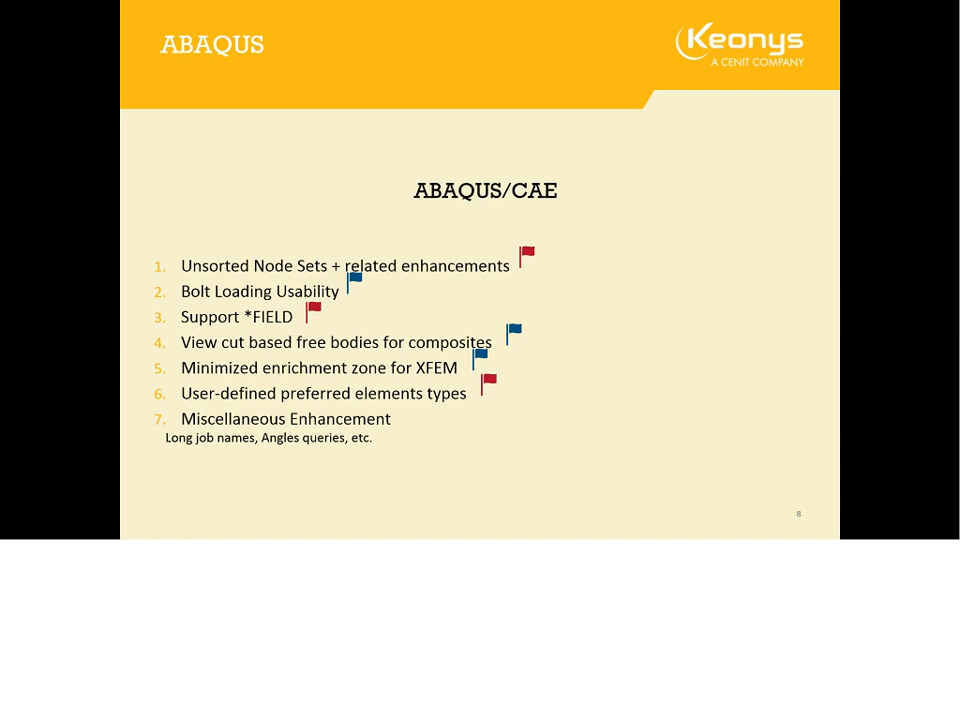 ABAQUS
Keonys
A CENIT COMPANY
ABAQUS/CAE
1. Unsorted Node Sets + related enhancements
2. Bolt Loading Usability
3. Support *FIELD
4. View cut based free bodies for composites
5. Minimized enrichment zone for XFEM
6. User-defined preferred elements types
7. Miscellaneous Enhancement
Long job names, Angles queries, etc.
8